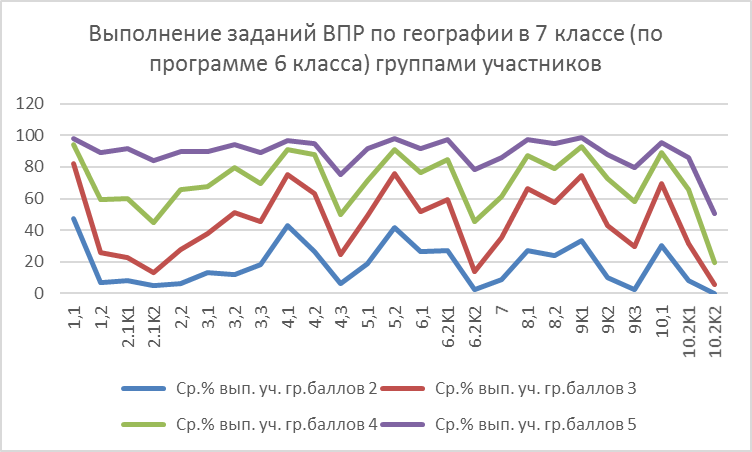 Выполнение заданий ВПР по географии в 7 классе (по
программе 6 класса) группами участников
120
100
80
60
40
20
0
1,1
1,2
2.1К1
2.1К2
2,2
3,1
3,2
3,3
4,1
4,2
4,3
5,1
5,2
6,1
6.2К1
6.2К2
7
8,1
8,2
9К1
9К2
9К3
10,1
10.2К1
10.2К2
Ср.% вып. уч. гр.баллов 2
Ср.% вып. уч. гр.баллов 3
Ср.% вып. уч. гр.баллов 4
Ср.% вып. уч. гр.баллов 5